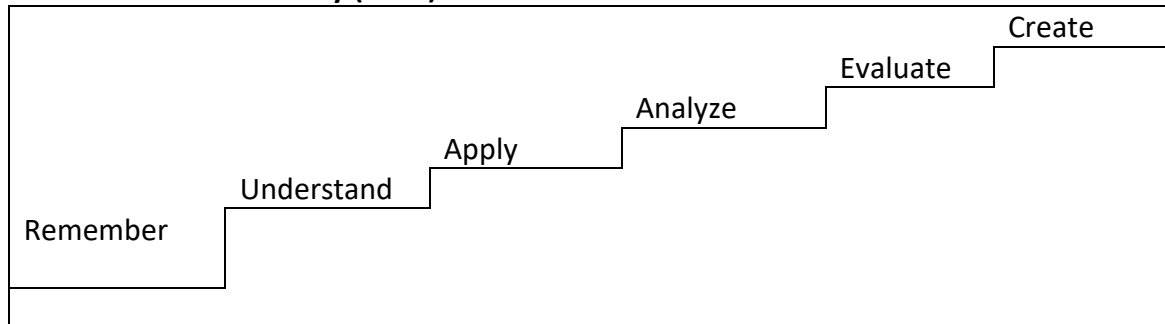 Create
Evaluate
Analyze
Apply
Understand
Remember